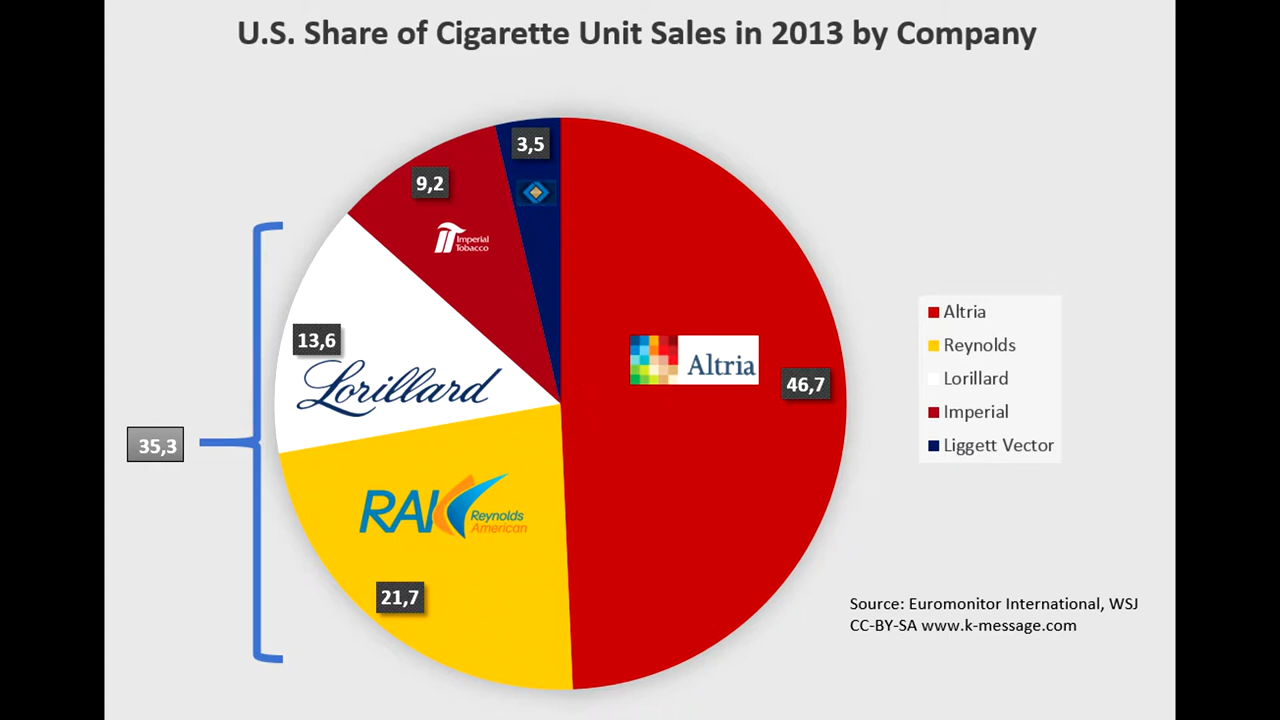 U.S. Share of Cigarette Unit Sales in 2013 by Company
3,5
9,2
Imperial
Tobacco
13,6
Lorillard
Altria
46,7
35,3
RAI
Reynolds
American
21,7
Altria
Reynolds
Lorillard
Imperial
Liggett Vector
Source: Euromonitor International, WSJ
CC-BY-SA www.k-message.com